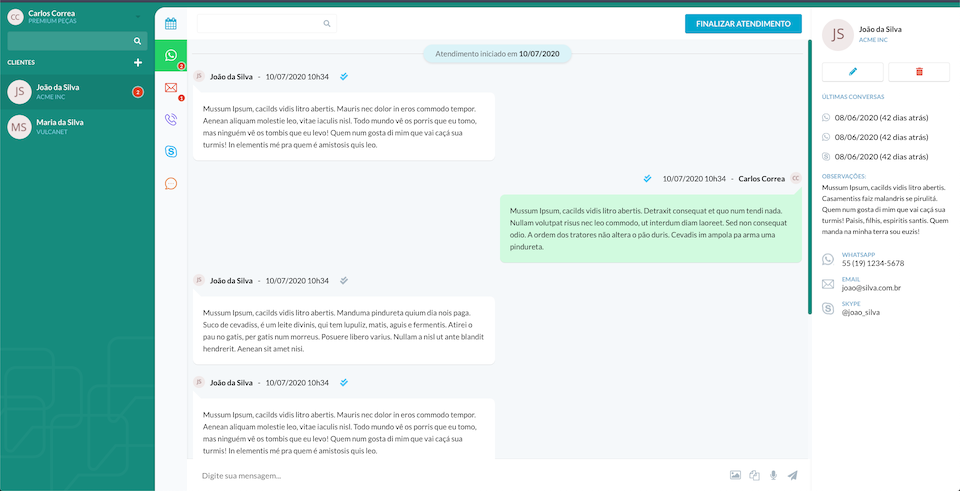 CC
Carlos Correa
PREMIUM PEÇAS
CLIENTES
+
JS
João da Silva
ACME INC
2
MS
Maria da Silva
VULCANET
2
1
FINALIZAR ATENDIMENTO
Atendimento iniciado em 10/07/2020
JS João da Silva - 10/07/2020 10h34
Mussum Ipsum, cacilds vidis litro abertis. Mauris nec dolor in eros commodo tempor.
Aenean aliquam molestie leo, vitae iaculis nisl. Todo mundo vê os porris que eu tomo,
mas ninguém vê os tombis que eu levo! Quem num gosta di mim que vai caçá sua
turmis! In elementis mé pra quem é amistosis quis leo.
10/07/2020 10h34 - Carlos Correa CC
Mussum Ipsum, cacilds vidis litro abertis. Detraxit consequat et quo num tendi nada.
Nullam volutpat risus nec leo commodo, ut interdum diam laoreet. Sed non consequat
odio. A ordem dos tratores não altera o pão duris. Cevadis im ampola pa arma uma
pindureta.
JS João da Silva - 10/07/2020 10h34
Mussum Ipsum, cacilds vidis litro abertis. Manduma pindureta quium dia nois paga.
Suco de cevadiss, é um leite divinis, qui tem lupuliz, matis, aguis e fermentis. Atirei o
pau no gatis, per gatis num morreus. Posuere libero varius. Nullam a nisl ut ante blandit
hendrerit. Aenean sit amet nisi.
JS João da Silva - 10/07/2020 10h34
Mussum Ipsum, cacilds vidis litro abertis. Mauris nec dolor in eros commodo tempor.
Aenean aliquam molestie leo, vitae iaculis nisl. Todo mundo vê os porris que eu tomo,
mas ninguém vê os tombis que eu levo! Quem num gosta di mim que vai caçá sua
turmis! In elementis mé pra quem é amistosis quis leo.
Digite sua mensagem...
JS
João da Silva
ACME INC
ÚLTIMAS CONVERSAS
08/06/2020 (42 dias atrás)
08/06/2020 (42 dias atrás)
08/06/2020 (42 dias atrás)
OBSERVAÇÕES:
Mussum Ipsum, cacilds vidis litro abertis.
Casamentiss faiz malandris se pirulitá.
Quem num gosta di mim que vai caçá sua
turmis! Paisis, filhis, espiritis santis. Quem
manda na minha terra sou euzis!
WHATSAPP
55 (19) 1234-5678
EMAIL
joao@silva.com.br
SKYPE
@joao_silva